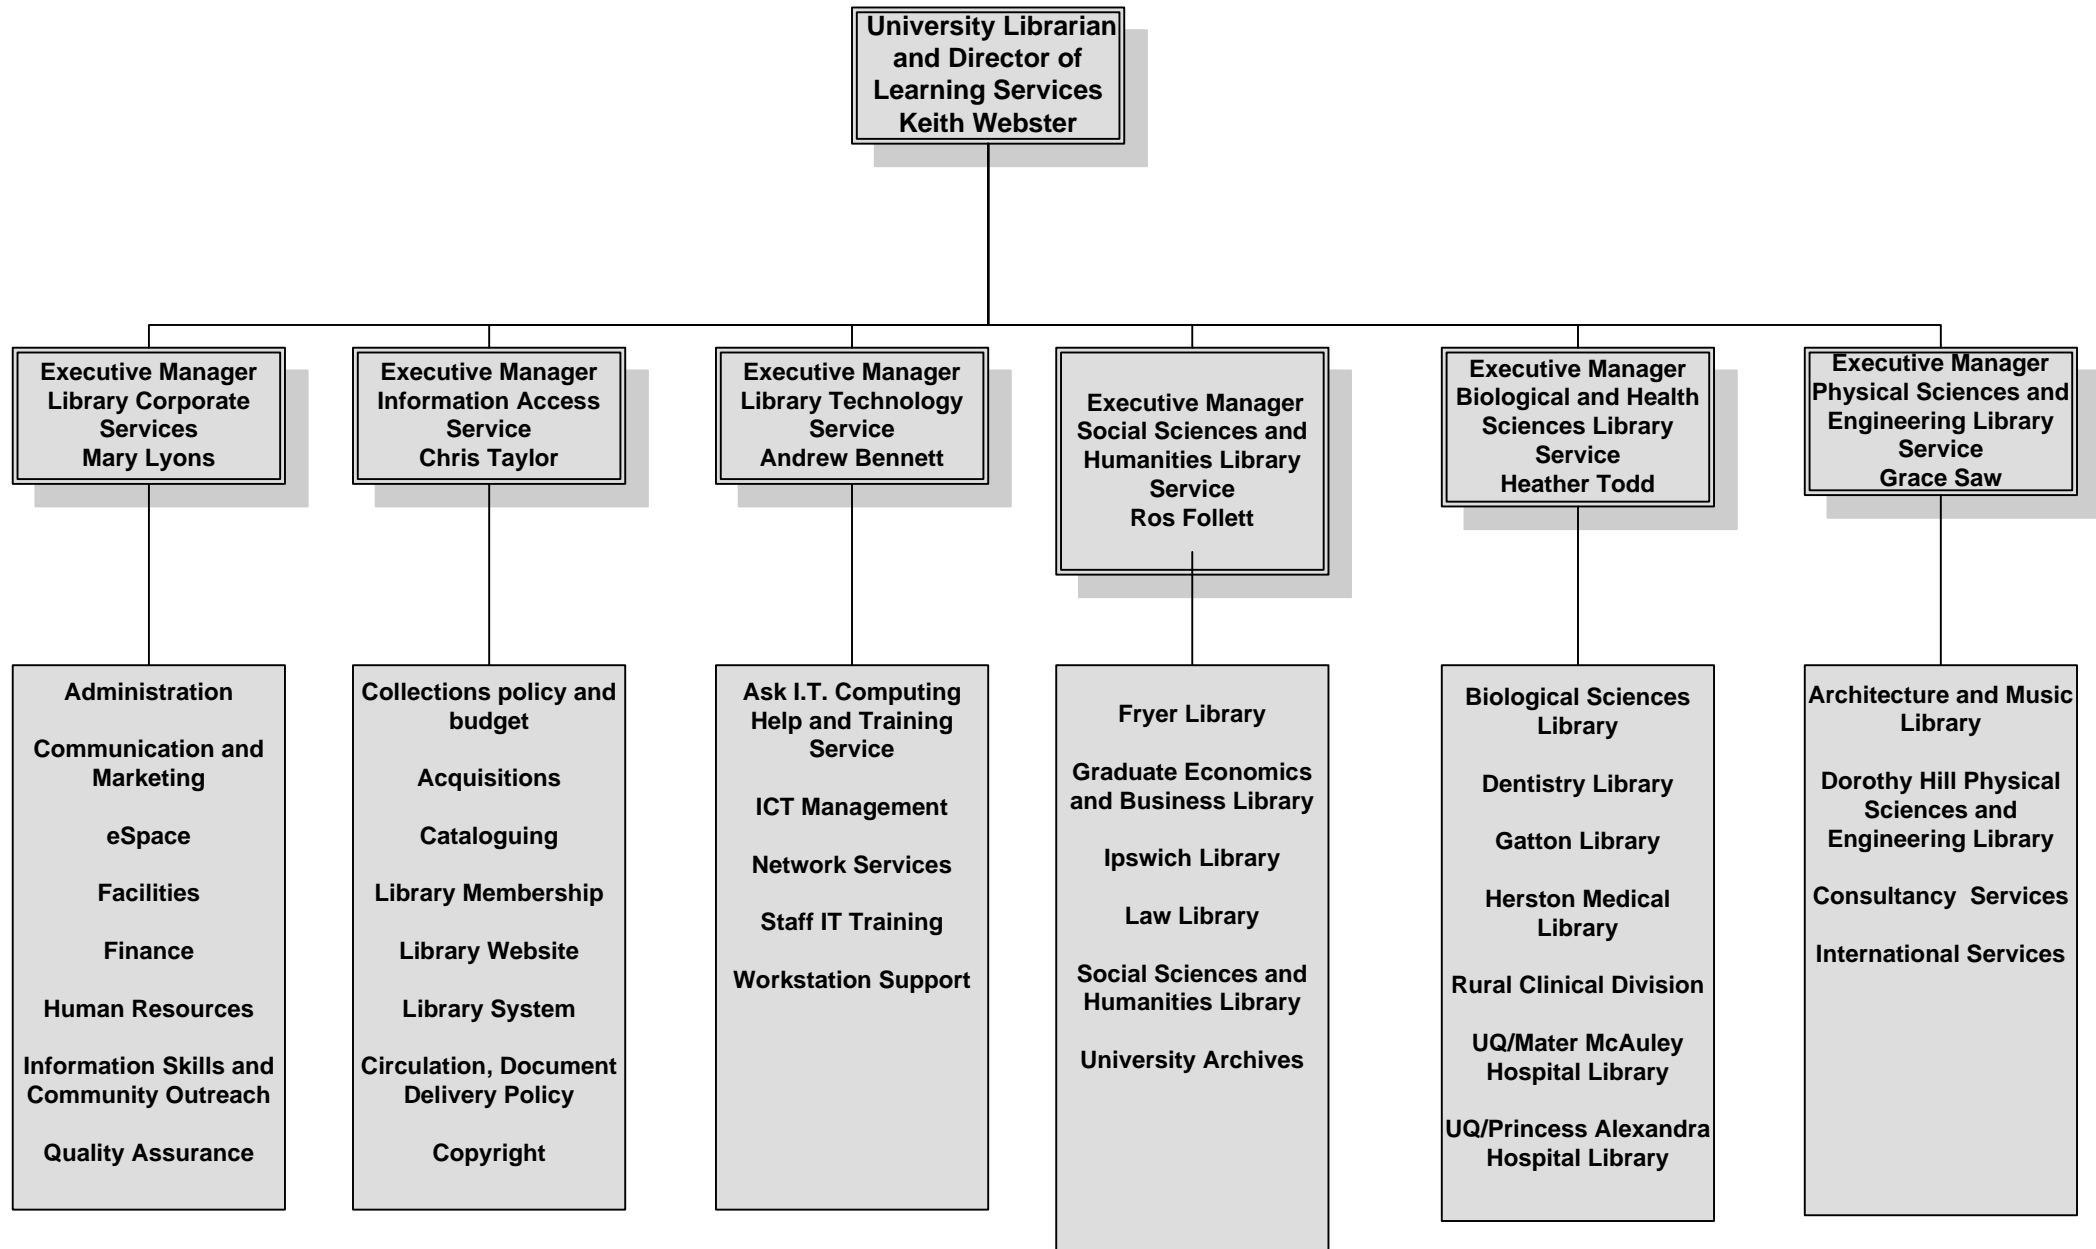 University Librarian
and Director of
Learning Services
Keith Webster
Executive Manager
Library Corporate
Services
Mary Lyons
Executive Manager
Information Access
Service
Chris Taylor
Executive Manager
Library Technology
Service
Andrew Bennett
Executive Manager
Social Sciences and
Humanities Library
Service
Ros Follett
Executive Manager
Biological and Health
Sciences Library
Service
Heather Todd
Executive Manager
Physical Sciences and
Engineering Library
Service
Grace Saw
Administration
Communication and
Marketing
eSpace
Facilities
Finance
Human Resources
Information Skills and
Community Outreach
Quality Assurance
Collections policy and
budget
Acquisitions
Cataloguing
Library Membership
Library Website
Library System
Circulation, Document
Delivery Policy
Copyright
Ask I.T. Computing
Help and Training
Service
ICT Management
Network Services
Staff IT Training
Workstation Support
Fryer Library
Graduate Economics
and Business Library
Ipswich Library
Law Library
Social Sciences and
Humanities Library
University Archives
Biological Sciences
Library
Dentistry Library
Gatton Library
Herston Medical
Library
Rural Clinical Division
UQ/Mater McAuley
Hospital Library
UQ/Princess Alexandra
Hospital Library
Architecture and Music
Library
Dorothy Hill Physical
Sciences and
Engineering Library
Consultancy  Services
International Services